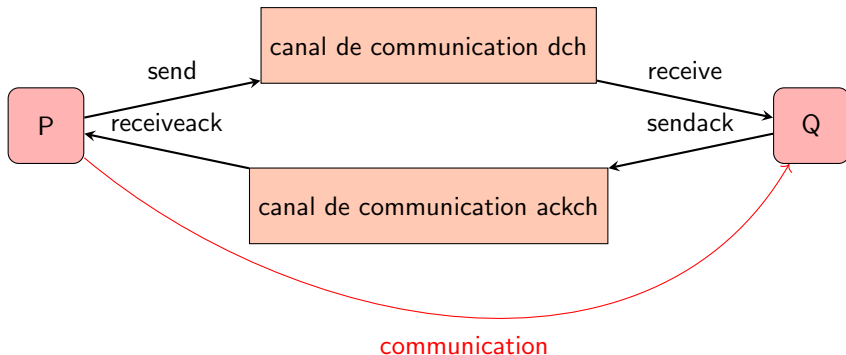 canal de communication dch
send
receive
P
receiveack
sendack
Q
canal de communication ackch
communication